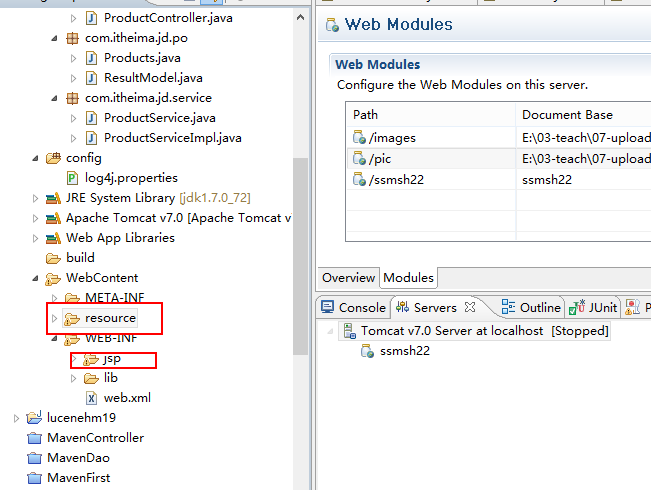 ProductController.java
com.itheima.jd.po
Products.java
ResultModel.java
com.itheima.jd.service
ProductService.java
ProductServiceImpl.java
config
log4j.properties
JRE System Library [jdk1.7.0_72]
Apache Tomcat v7.0 [Apache Tomcat v
Web App Libraries
build
WebContent
META-INF
resource
WEB-INF
jsp
lib
web.xml
lucenehm19
MavenController
MavenDao
MavenFirst
Web Modules
Web Modules
Configure the Web Modules on this server.
Path Document Base
/images E:\03-teach\07-upload
/pic E:\03-teach\07-upload
/ssmsh22 ssmsh22
Overview Modules
Console Servers Outline JUnit
Tomcat v7.0 Server at localhost [Stopped]
ssmsh22